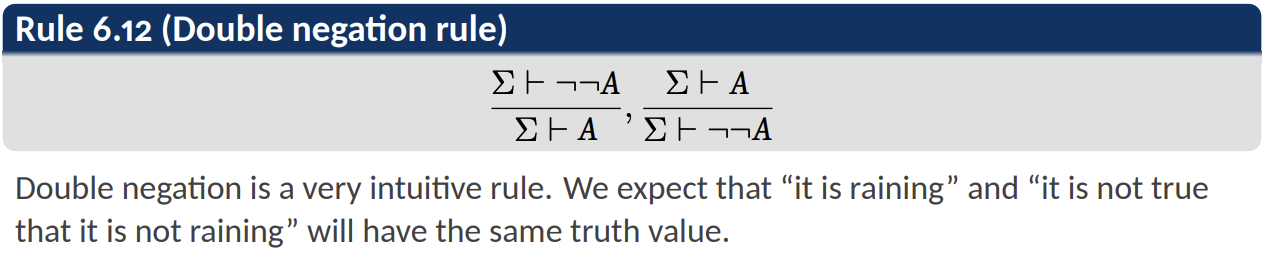 Rule 6.12 (Double negation rule)
Σ ⊢ ¬¬A   Σ ⊢ A
Σ ⊢ A , Σ ⊢ ¬¬A
Double negation is a very intuitive rule. We expect that “it is raining” and “it is not true
that it is not raining” will have the same truth value.